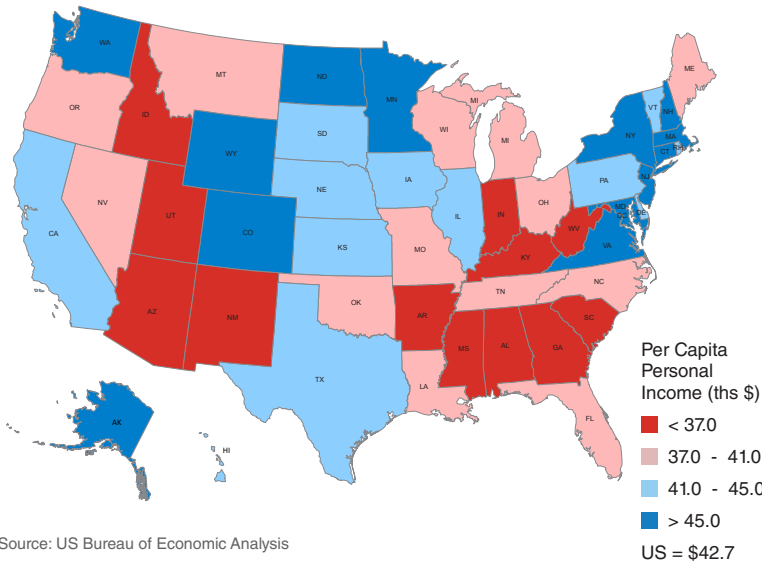 WA
MT
ND
MN
ME
OR
ID
WI
MI
VT
NH
SD
WY
MI
NY
MA
CT
NE
IA
PA
NJ
NV
UT
CO
IL
IN
OH
MD
DE
CA
KS
MO
WV
VA
KY
AZ
NM
OK
TN
NC
AR
SC
MS
AL
GA
TX
LA
FL
AK
HI
Per Capita
Personal
Income (ths $)
< 37.0
37.0 - 41.0
41.0 - 45.0
> 45.0
US = $42.7
Source: US Bureau of Economic Analysis